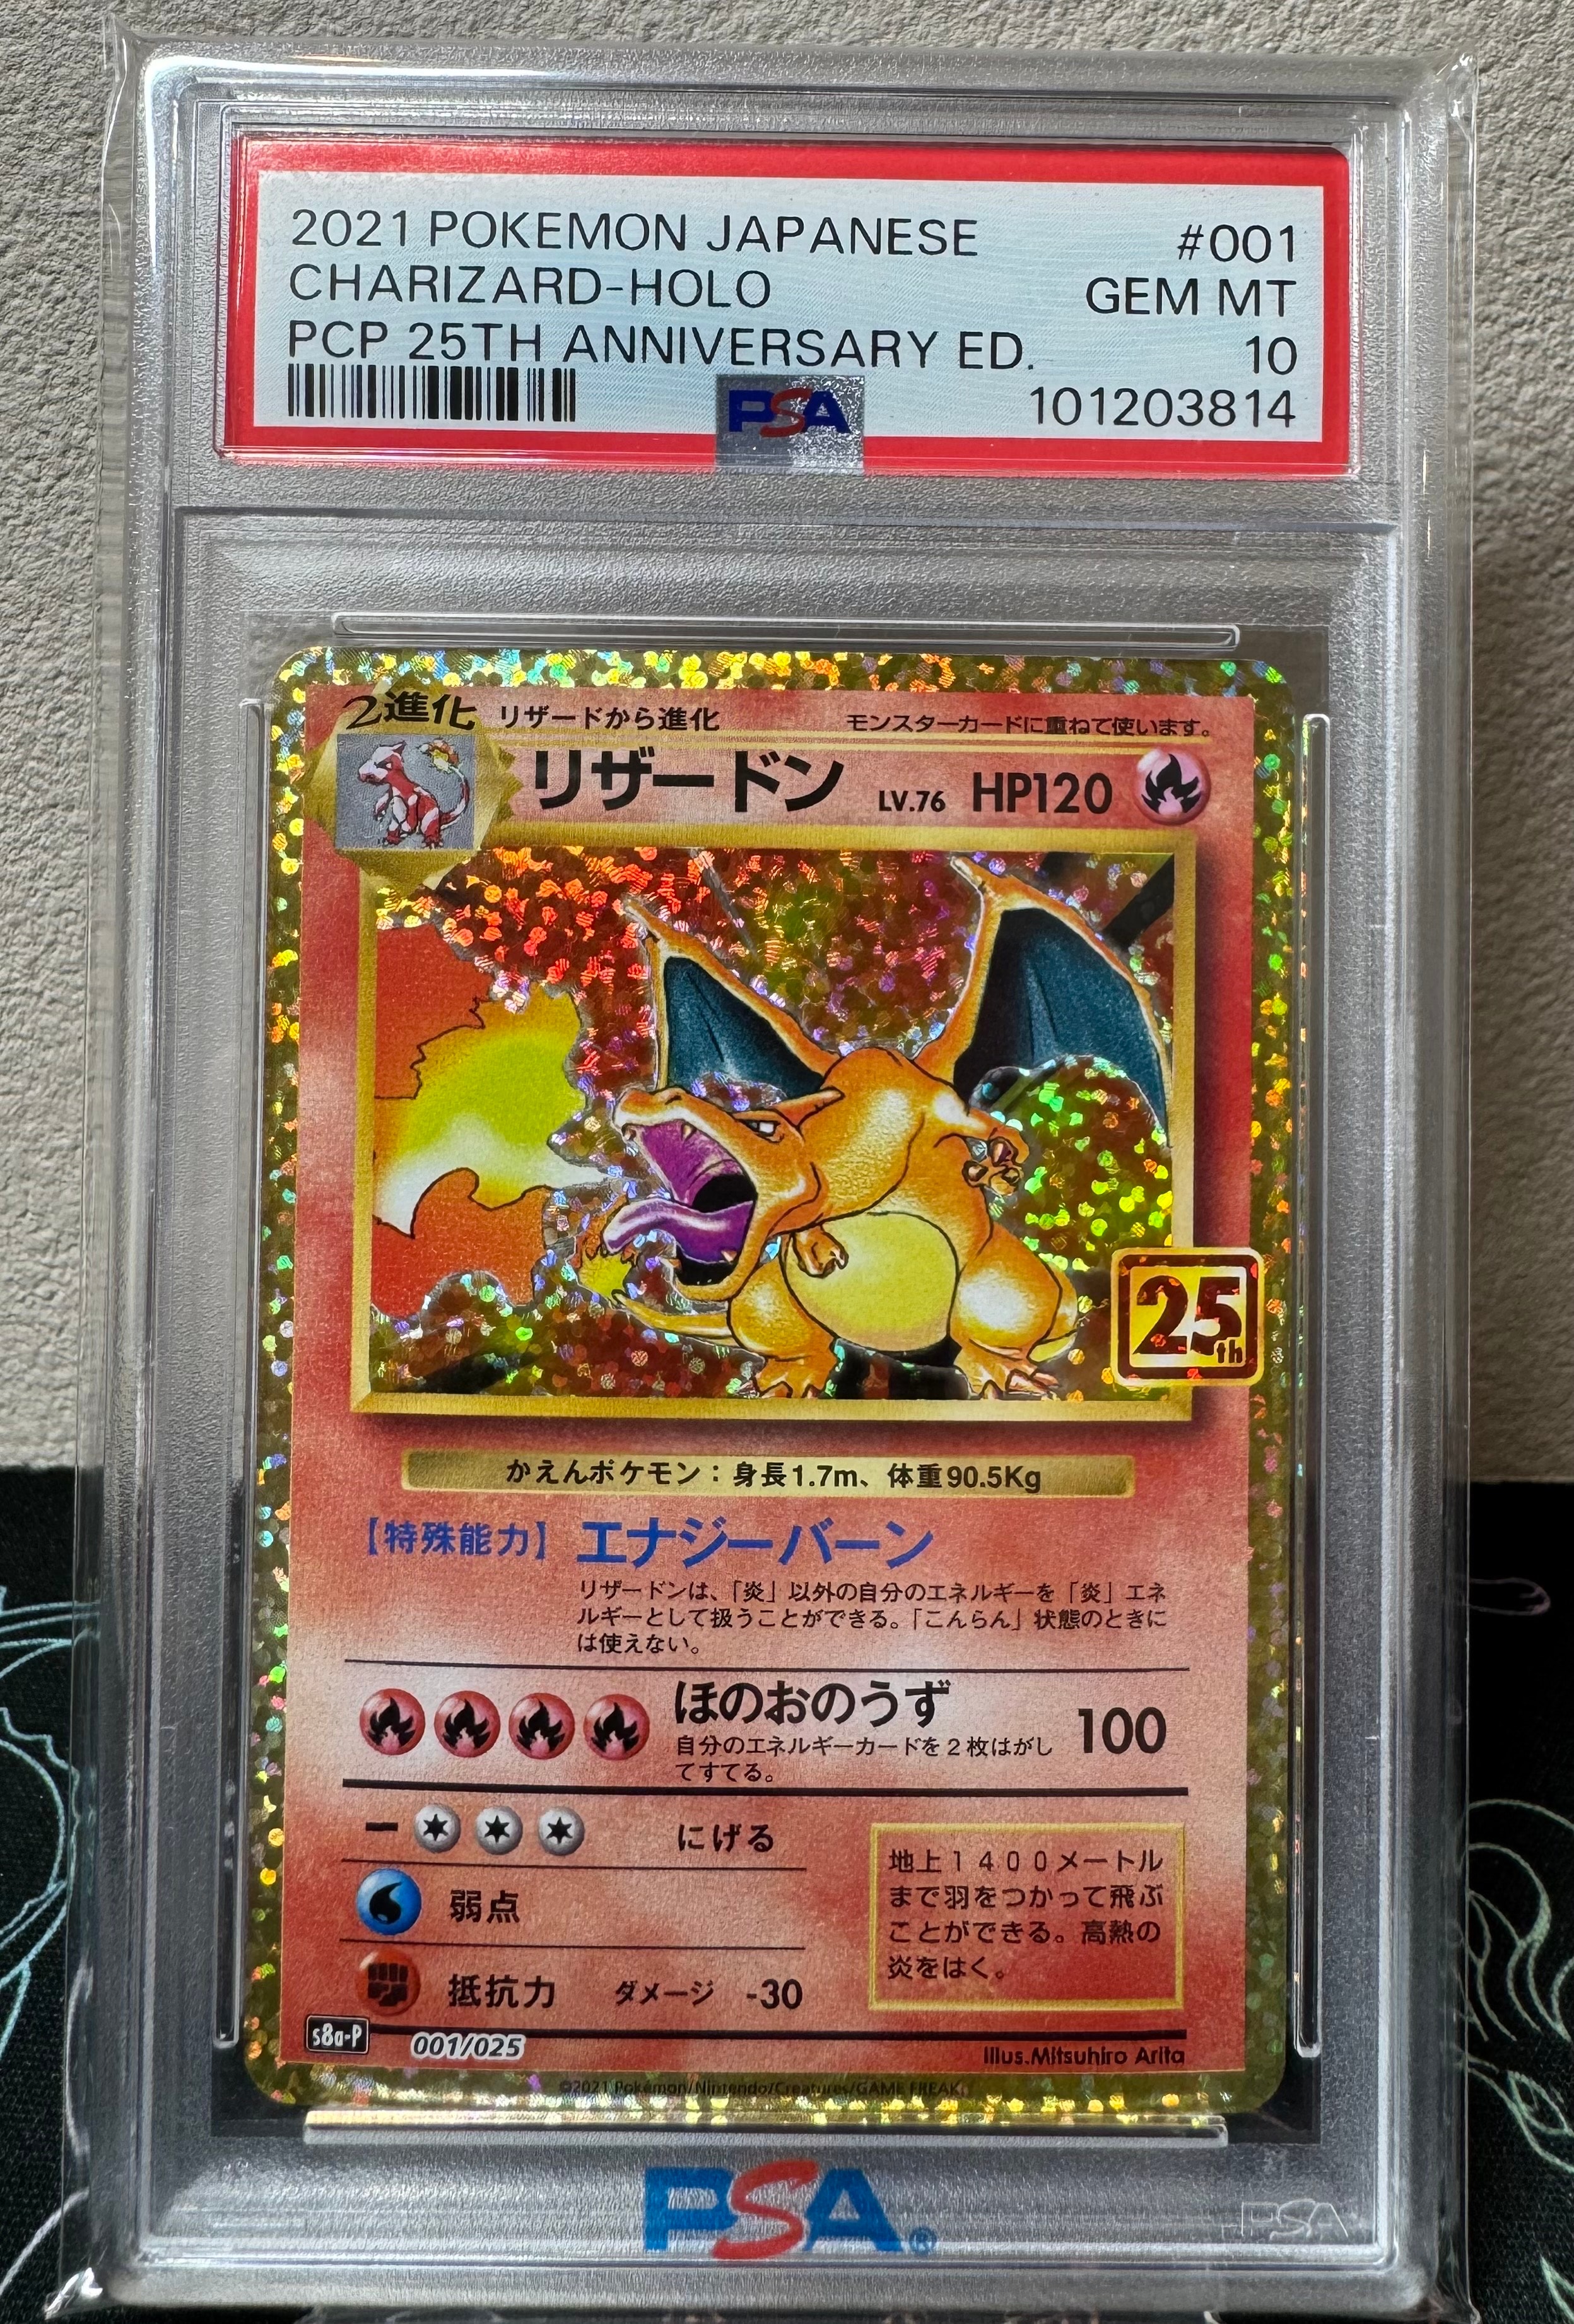 2021 POKEMON JAPANESE #001
CHARIZARD-HOLO GEM MT
PCP 25TH ANNIVERSARY ED. 10
PSA 101203814
2進化 リザードから進化 モンスターカードに重ねて使います。
リザードン LV.76 HP120
25th
かえんポケモン：身長1.7m、体重90.5Kg
【特殊能力】エナジーバーン
リザードンは、「炎」以外の自分のエネルギーを「炎」エネ
ルギーとして扱うことができる。「こんらん」状態のときに
は使えない。
ほのおのうず 100
自分のエネルギーカードを2枚はがし
てすてる。
ー にげる
弱点
抵抗力 ダメージ -30
地上1400メートル
まで羽をつかって飛ぶ
ことができる。高熱の
炎をはく。
s8a-P 001/025 Illus.Mitsuhiro Arita
©2021 Pokémon/Nintendo/Creatures/GAME FREAK
PSA®
PSA